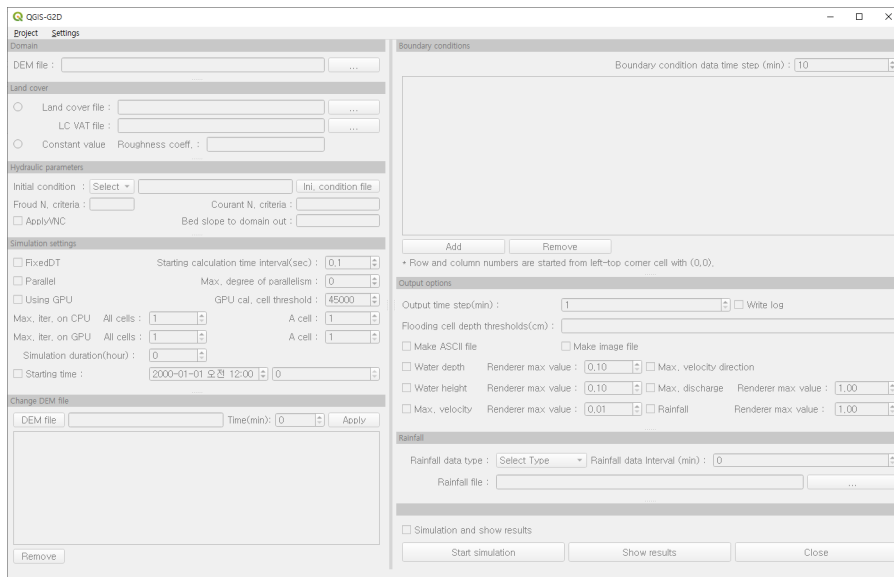 QGIS-G2D
Project Settings
Domain
DEM file : ...
Land cover
Land cover file : ...
LC VAT file : ...
Constant value Roughness coeff. :
Hydraulic parameters
Initial condition : Select Ini. condition file
Froud N. criteria : Courant N. criteria :
ApplyVNC Bed slope to domain out :
Simulation settings
FixedDT Starting calculation time interval(sec) : 0.1
Parallel Max. degree of parallelism : 0
Using GPU GPU cal. cell threshold : 45000
Max. iter. on CPU All cells : 1 A cell : 1
Max. iter. on GPU All cells : 1 A cell : 1
Simulation duration(hour) : 0
Starting time : 2000-01-01 오전 12:00 0
Change DEM file
DEM file Time(min): 0 Apply
Remove
Boundary conditions
Boundary condition data time step (min) : 10
Add Remove
* Row and column numbers are started from left-top corner cell with (0,0).
Output options
Output time step(min) : 1 Write log
Flooding cell depth thresholds(cm) :
Make ASCII file Make image file
Water depth Renderer max value : 0.10 Max. velocity direction
Water height Renderer max value : 0.10 Max. discharge Renderer max value : 1.00
Max. velocity Renderer max value : 0.01 Rainfall Renderer max value : 1.00
Rainfall
Rainfall data type : Select Type Rainfall data Interval (min) : 0
Rainfall file : ...
Simulation and show results
Start simulation Show results Close